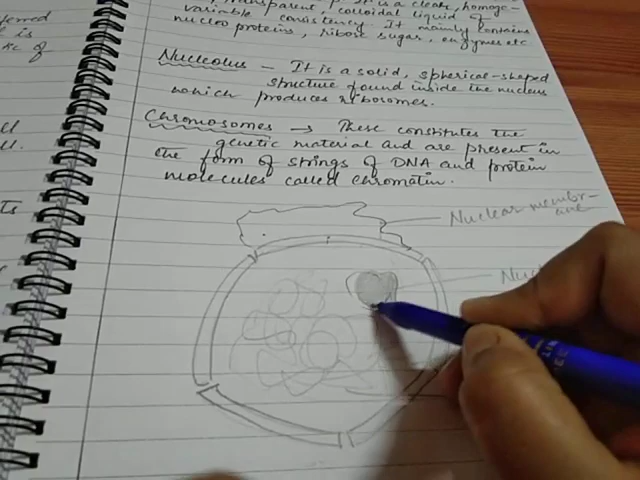 transparent
It is a clear, homoge-
variable colloidal liquid of
consistency. It mainly contains
nucleo proteins, ribose sugar, enzymes etc
Nucleolus - It is a solid, spherical-shaped
structure found inside the nucleus
which produces ribosomes.
Chromosomes → These constitutes the
genetic material and are present in
the form of strings of DNA and protein
molecules called chromatin.
Nuclear membr-
ane